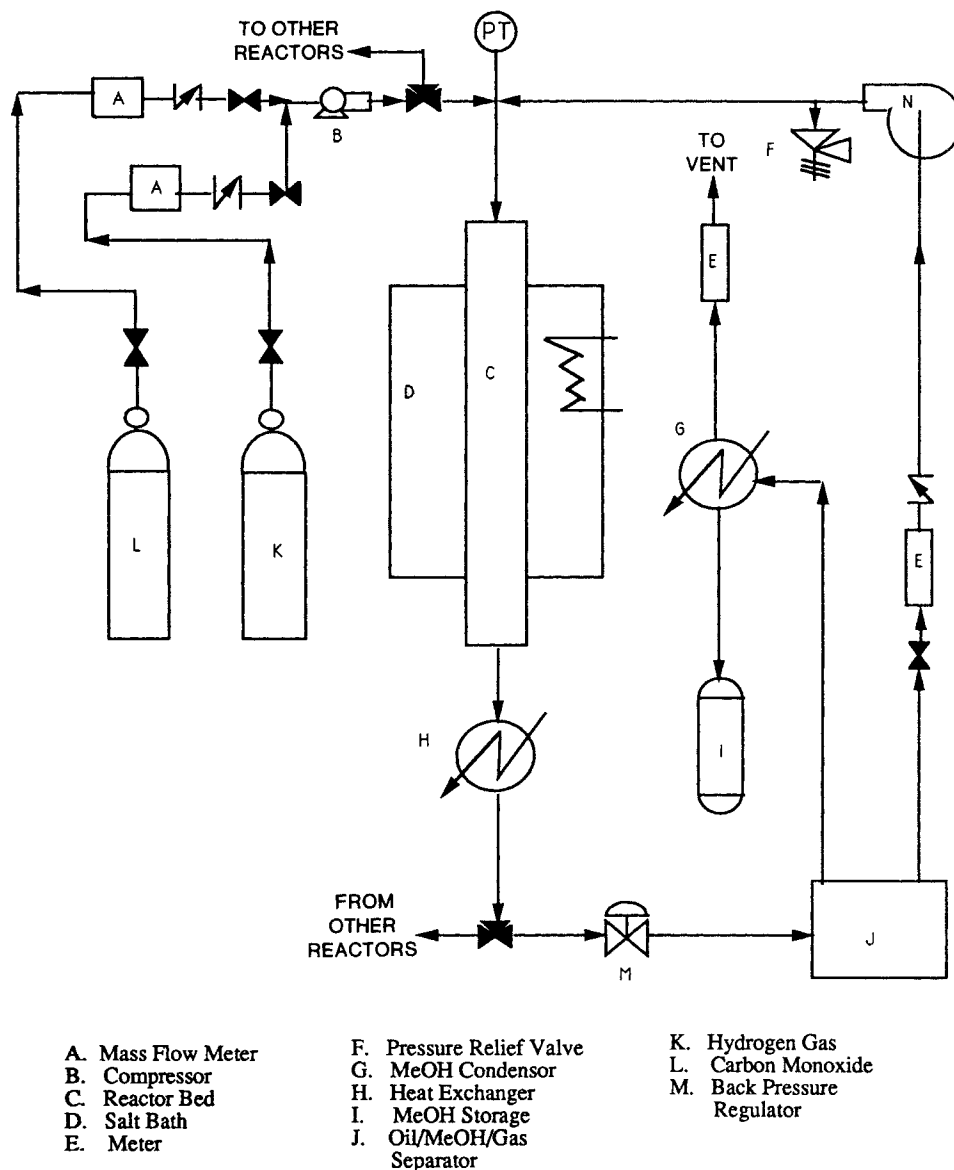 PT
TO OTHER
REACTORS
A
B
N
F
TO
VENT
A
E
D
C
G
L
K
E
H
I
FROM
OTHER
REACTORS
M
J
A. Mass Flow Meter
B. Compressor
C. Reactor Bed
D. Salt Bath
E. Meter
F. Pressure Relief Valve
G. MeOH Condensor
H. Heat Exchanger
I. MeOH Storage
J. Oil/MeOH/Gas
Separator
K. Hydrogen Gas
L. Carbon Monoxide
M. Back Pressure
Regulator